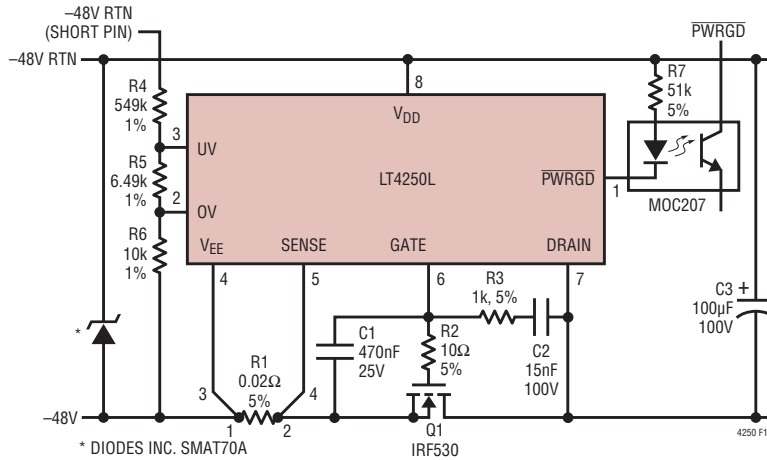 –48V RTN
(SHORT PIN)
–48V RTN
R4
549k
1%
R5
6.49k
1%
R6
10k
1%
*
3
UV
2
OV
8
VDD
LT4250L
PWRGD
1
VEE
4
SENSE
5
GATE
6
DRAIN
7
R7
51k
5%
PWRGD
MOC207
R3
1k, 5%
C1
470nF
25V
R2
10Ω
5%
C2
15nF
100V
C3
+
100µF
100V
R1
0.02Ω
5%
3
4
1
2
–48V
Q1
IRF530
* DIODES INC. SMAT70A
4250 F1